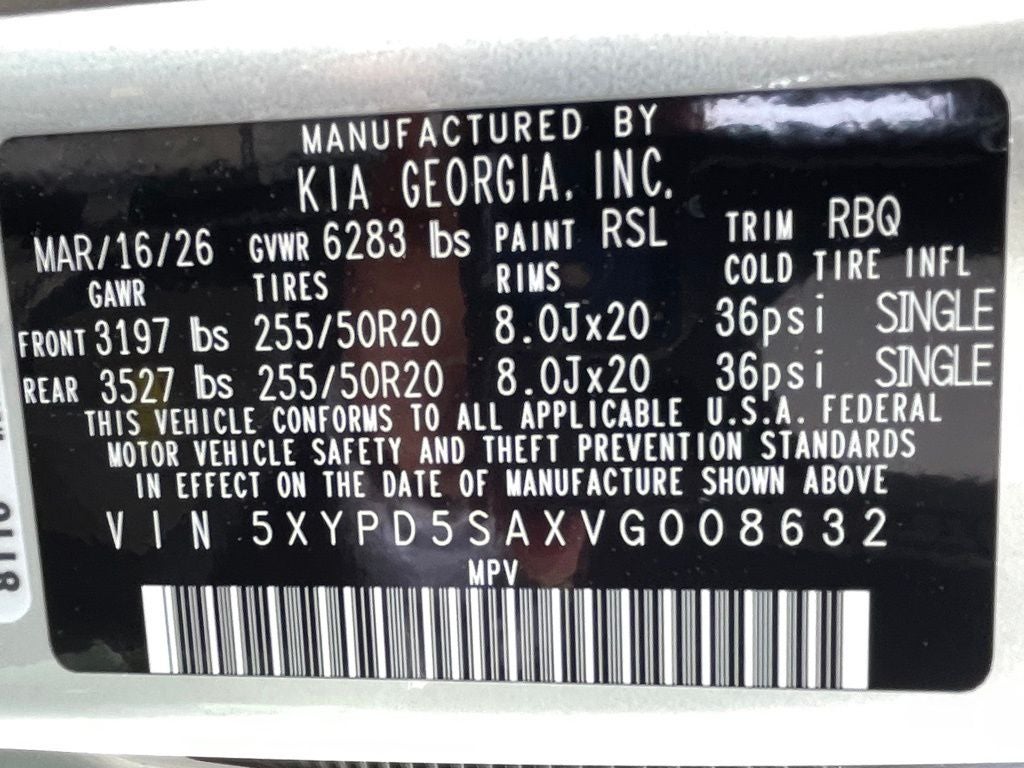 MANUFACTURED BY
KIA GEORGIA, INC.
MAR/16/26 GVWR 6283 lbs PAINT RSL TRIM RBQ
GAWR TIRES RIMS COLD TIRE INFL
FRONT 3197 lbs 255/50R20 8.0Jx20 36psi SINGLE
REAR 3527 lbs 255/50R20 8.0Jx20 36psi SINGLE
THIS VEHICLE CONFORMS TO ALL APPLICABLE U.S.A. FEDERAL
MOTOR VEHICLE SAFETY AND THEFT PREVENTION STANDARDS
IN EFFECT ON THE DATE OF MANUFACTURE SHOWN ABOVE
VIN 5XYPD5SAXVG008632
MPV